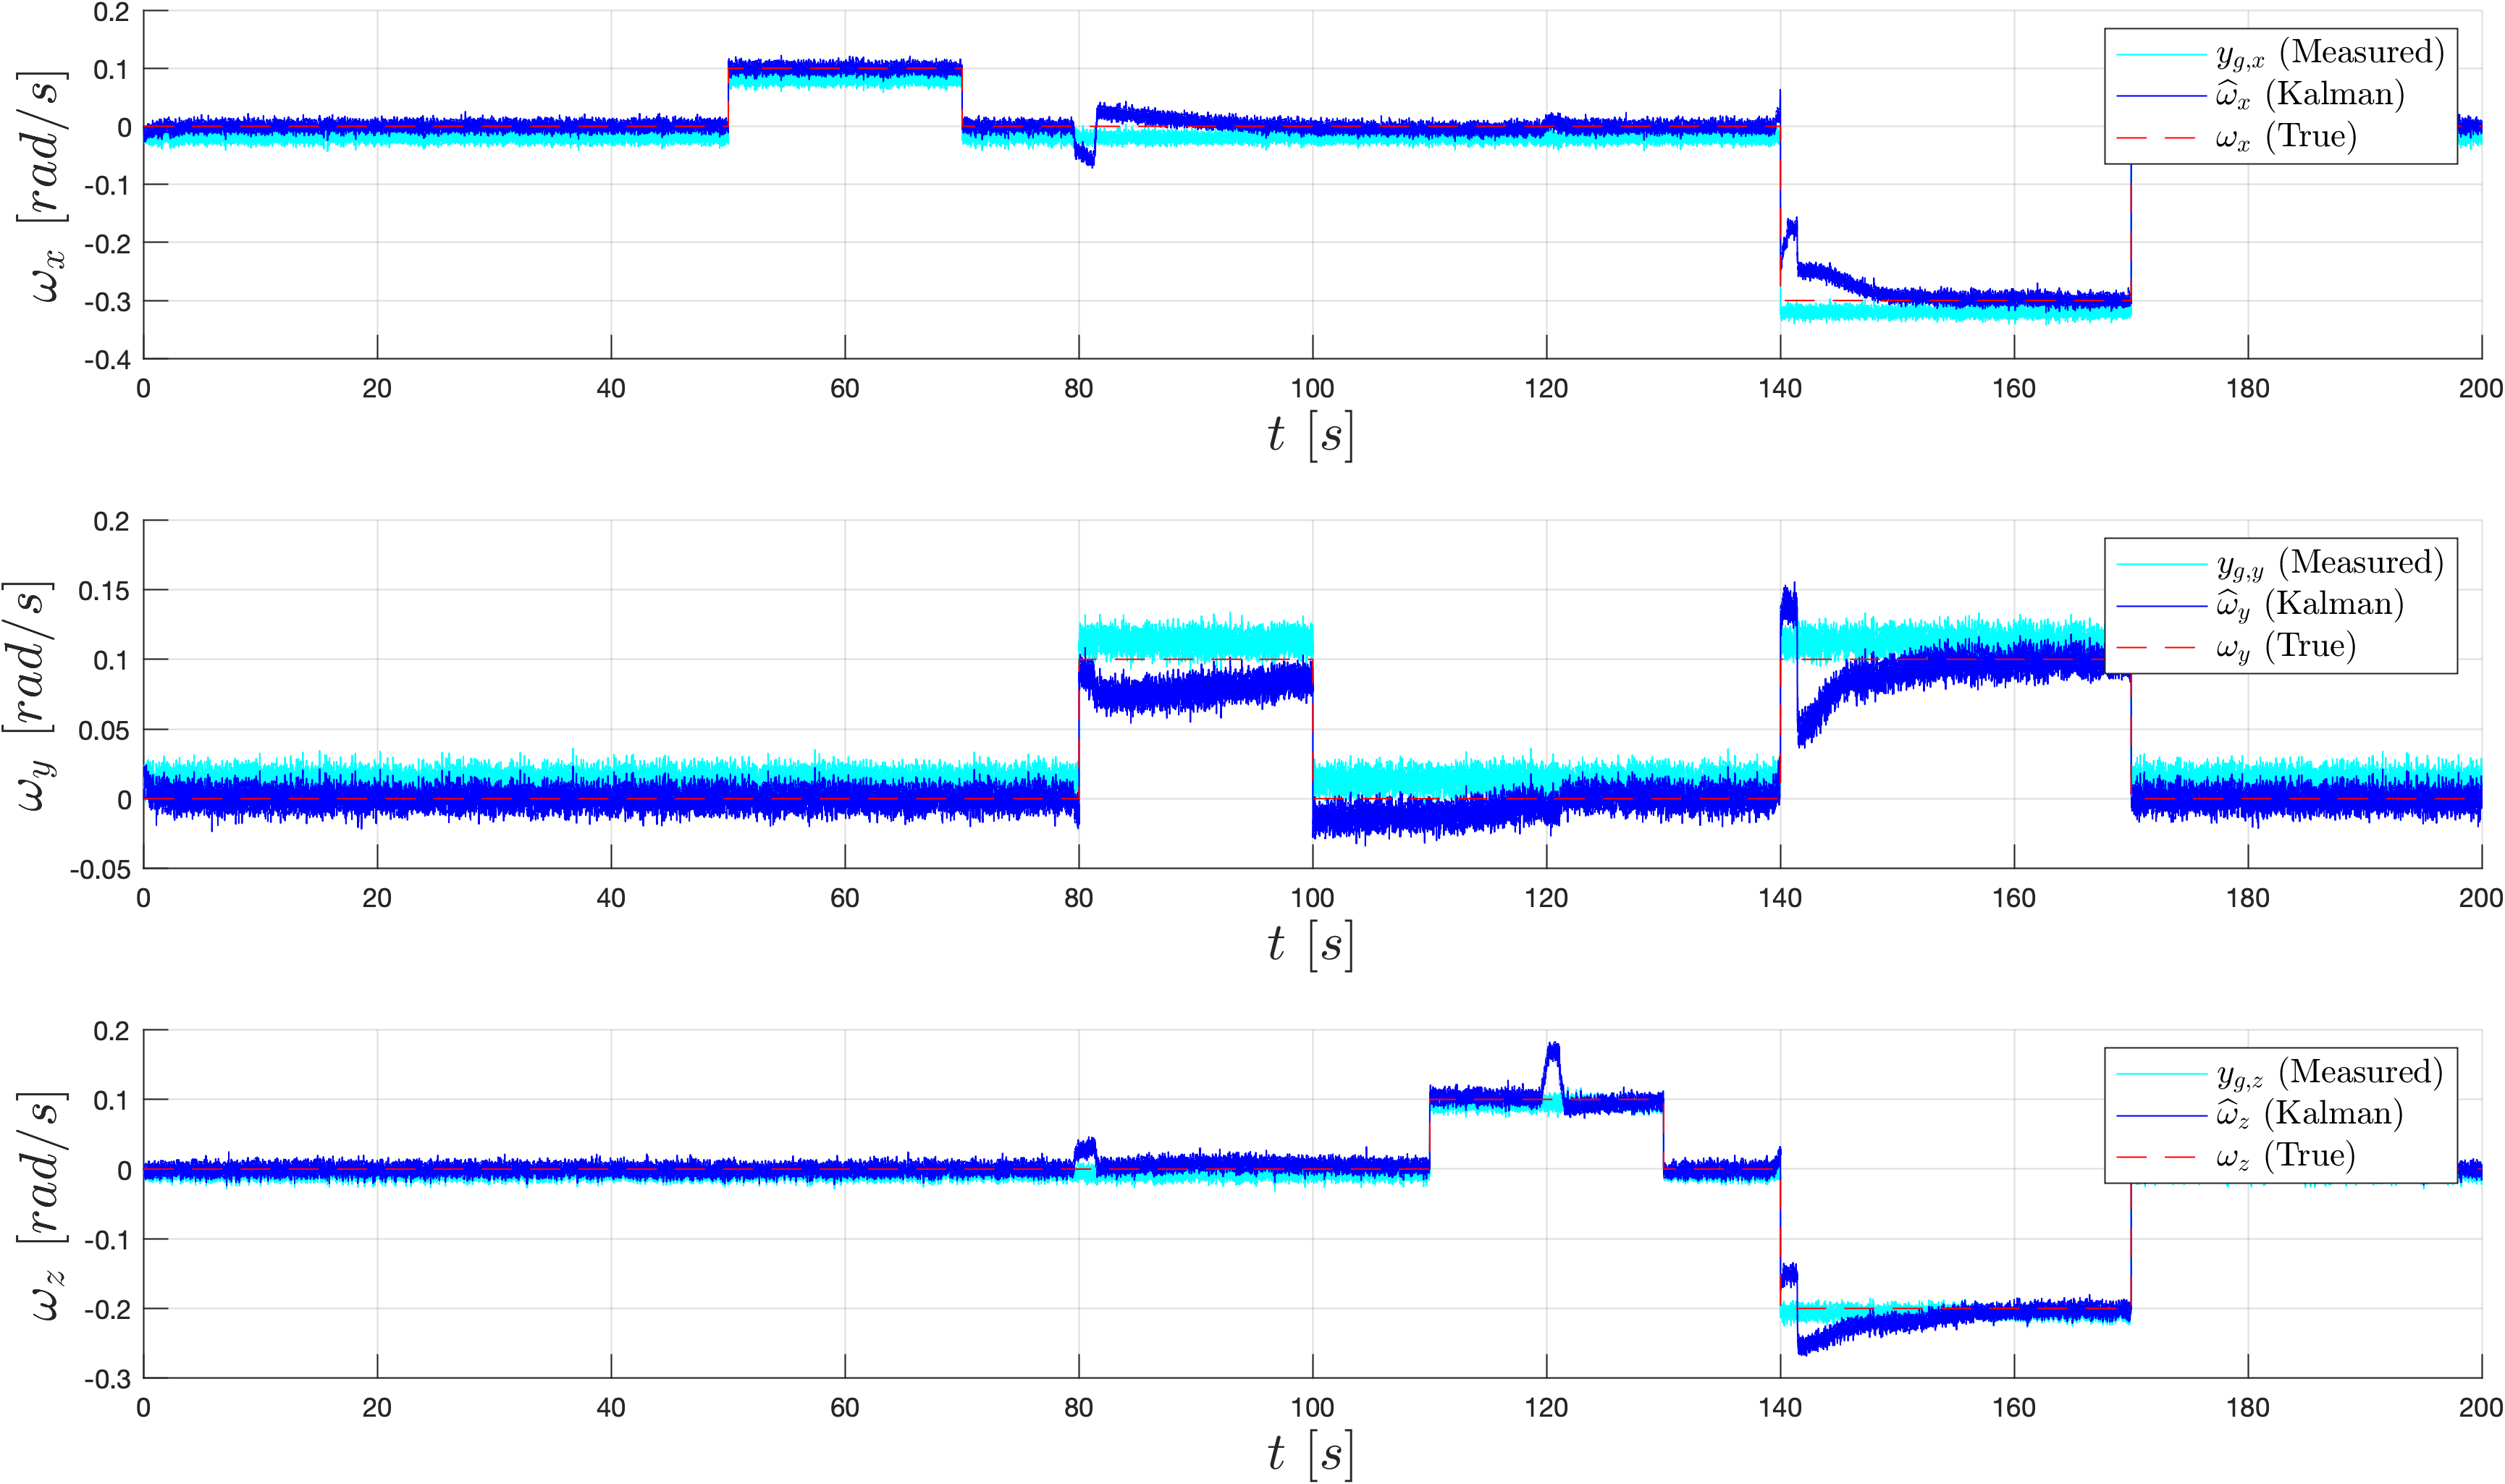 0.2
0.1
0
-0.1
-0.2
-0.3
-0.4
ω_x [rad/s]
y_{g,x} (Measured)
ω̂_x (Kalman)
ω_x (True)
0 20 40 60 80 100 120 140 160 180 200
t [s]
0.2
0.15
0.1
0.05
0
-0.05
ω_y [rad/s]
y_{g,y} (Measured)
ω̂_y (Kalman)
ω_y (True)
0 20 40 60 80 100 120 140 160 180 200
t [s]
0.2
0.1
0
-0.1
-0.2
-0.3
ω_z [rad/s]
y_{g,z} (Measured)
ω̂_z (Kalman)
ω_z (True)
0 20 40 60 80 100 120 140 160 180 200
t [s]